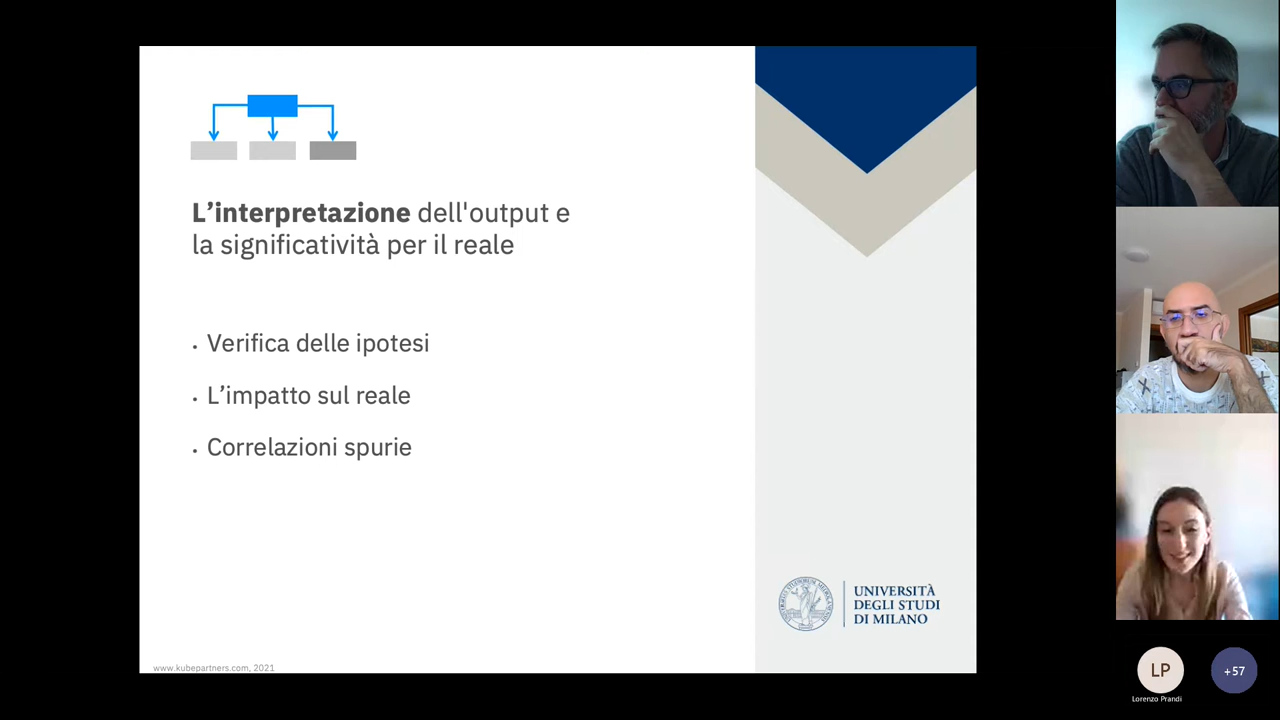 L'interpretazione dell'output e
la significatività per il reale
• Verifica delle ipotesi
• L'impatto sul reale
• Correlazioni spurie
UNIVERSITÀ
DEGLI STUDI
DI MILANO
www.kubepartners.com, 2021
LP
+57
Lorenzo Prandi